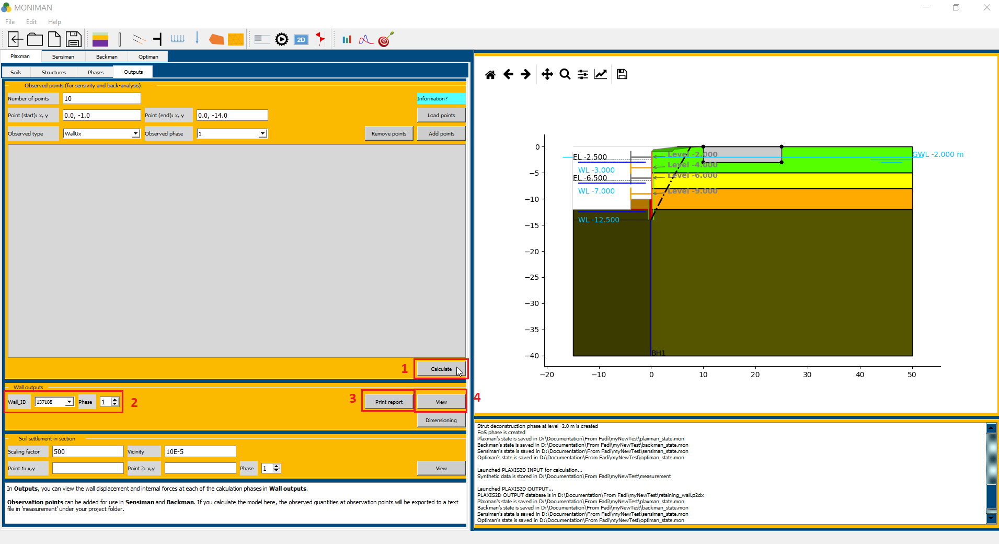 MONIMAN
File Edit Help
2D
Plaxman Sensiman Backman Optiman
Soils Structures Phases Outputs
Observed points (for sensivity and back-analysis)
Number of points 10 Information?
Point (start): x, y 0.0, -1.0 Point (end): x, y 0.0, -14.0 Load points
Observed type WallUx Observed phase 1 Remove points Add points
1 Calculate
Wall outputs
Wall_ID 137188 Phase 1 2 3 Print report View 4
Dimensioning
Soil settlement in section
Scaling factor 500 Vicinity 10E-5
Point 1: x,y Point 2: x,y Phase 1 View
In Outputs, you can view the wall displacement and internal forces at each of the calculation phases in Wall outputs.
Observation points can be added for use in Sensiman and Backman. If you calculate the model here, the observed quantities at observation points will be exported to a text
file in 'measurement' under your project folder.
0
−5
−10
−15
−20
−25
−30
−35
−40
−20 −10 0 10 20 30 40 50
EL -2.500
WL -3.000
EL -6.500
WL -7.000
WL -12.500
Level -2.000
Level -4.000
Level -6.000
Level -9.000
GWL -2.000 m
BH1
Strut deconstruction phase at level -2.0 m is created
FoS phase is created
Plaxman's state is saved in D:\Documentation\From Fadi\myNewTest\plaxman_state.mon
Backman's state is saved in D:\Documentation\From Fadi\myNewTest\backman_state.mon
Sensiman's state is saved in D:\Documentation\From Fadi\myNewTest\sensiman_state.mon
Optiman's state is saved in D:\Documentation\From Fadi\myNewTest\optiman_state.mon
Launched PLAXIS2D INPUT for calculation...
Synthetic data is stored in D:\Documentation\From Fadi\myNewTest\measurement
Launched PLAXIS2D OUTPUT...
PLAXIS2D OUTPUT database is in D:\Documentation\From Fadi\myNewTest\retaining_wall.p2dx
Plaxman's state is saved in D:\Documentation\From Fadi\myNewTest\plaxman_state.mon
Backman's state is saved in D:\Documentation\From Fadi\myNewTest\backman_state.mon
Sensiman's state is saved in D:\Documentation\From Fadi\myNewTest\sensiman_state.mon
Optiman's state is saved in D:\Documentation\From Fadi\myNewTest\optiman_state.mon